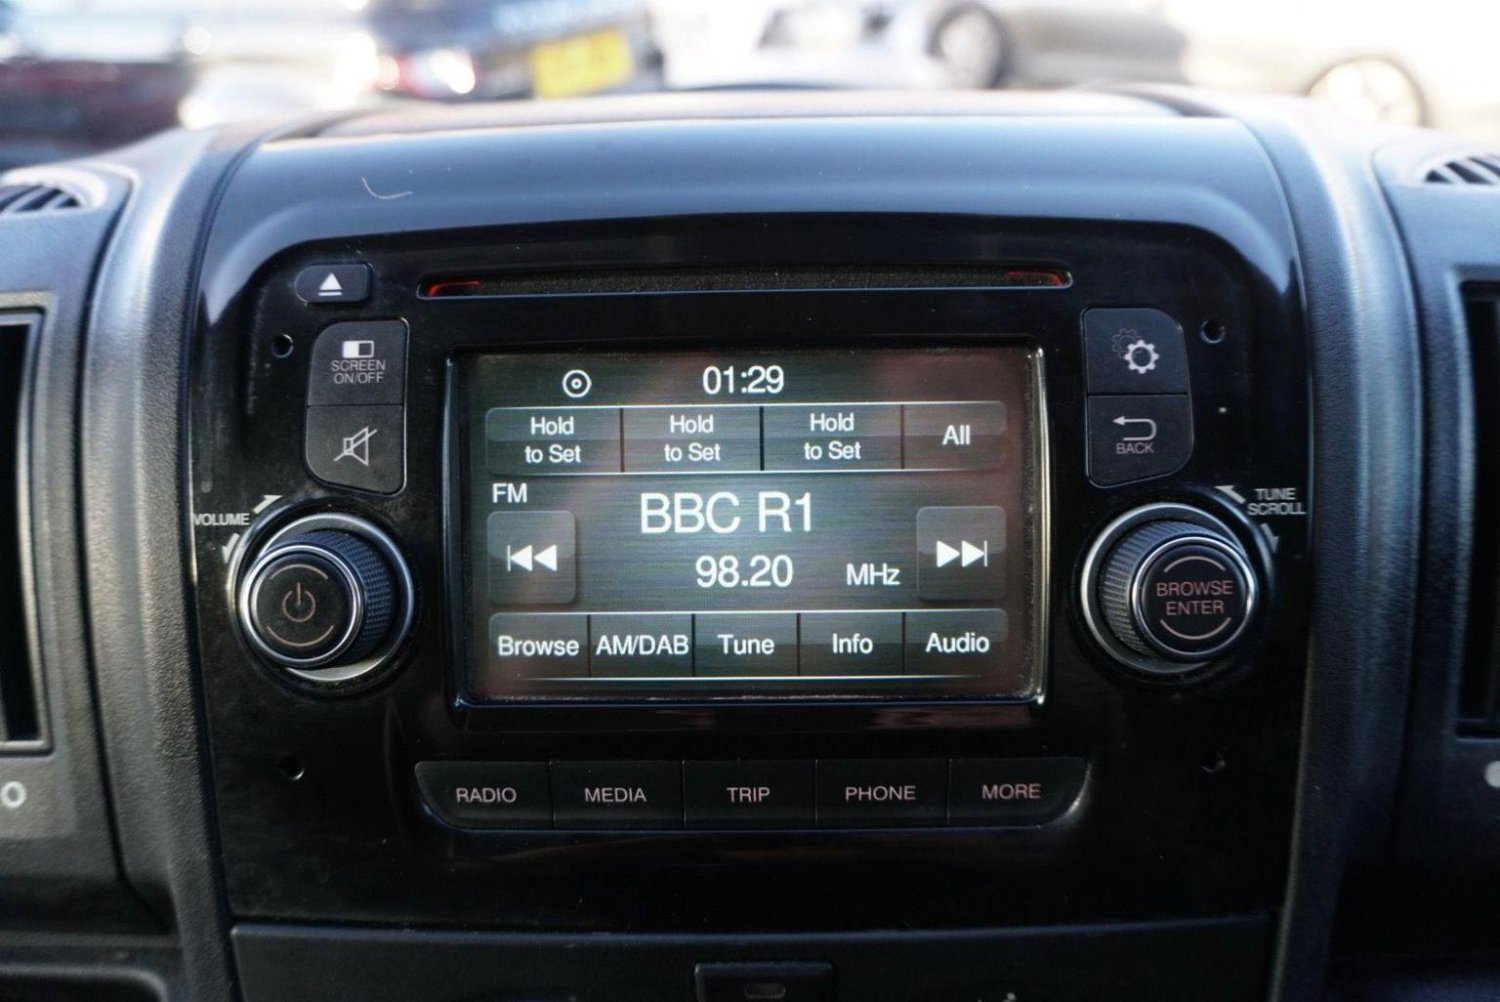 SCREEN
ON/OFF
01:29
Hold
to Set
Hold
to Set
Hold
to Set
All
BACK
FM
BBC R1
98.20 MHz
VOLUME
TUNE
SCROLL
BROWSE
ENTER
Browse
AM/DAB
Tune
Info
Audio
RADIO
MEDIA
TRIP
PHONE
MORE